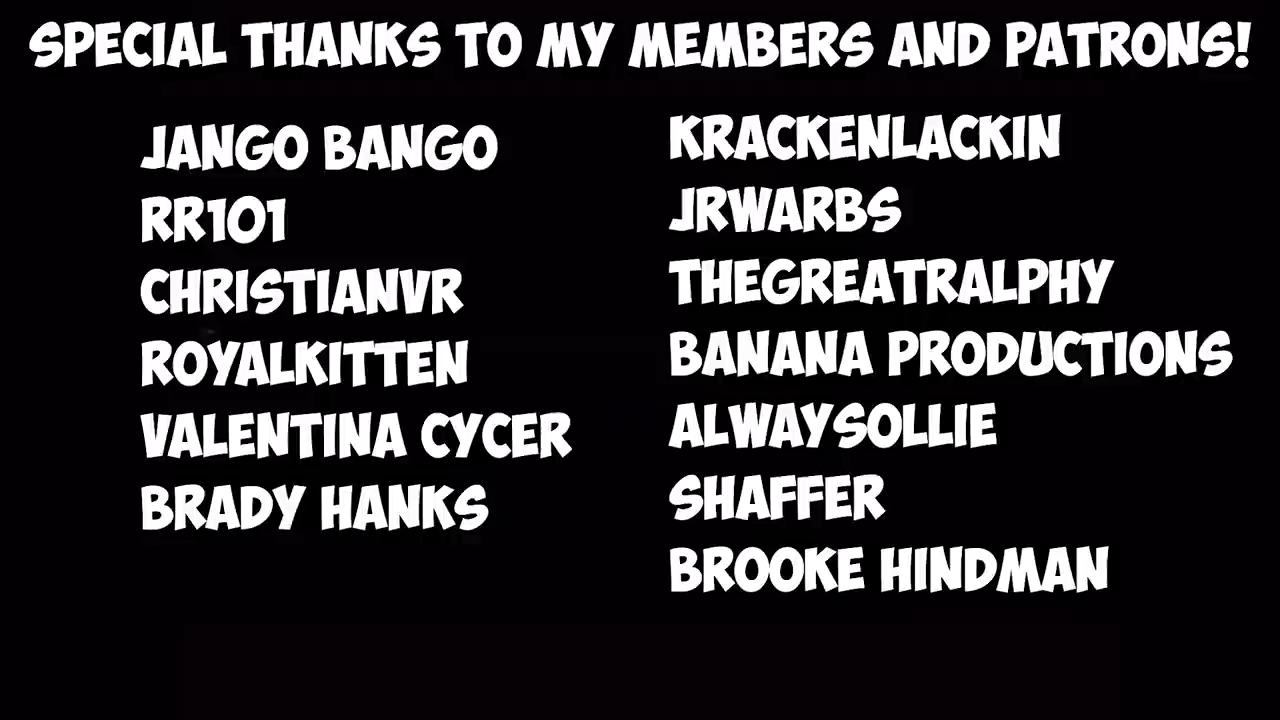 SPECIAL THANKS TO MY MEMBERS AND PATRONS!
JANGO BANGO
RR101
CHRISTIANVR
ROYALKITTEN
VALENTINA CYCER
BRADY HANKS
KRACKENLACKIN
JRWARBS
THEGREATRALPHY
BANANA PRODUCTIONS
ALWAYSOLLIE
SHAFFER
BROOKE HINDMAN